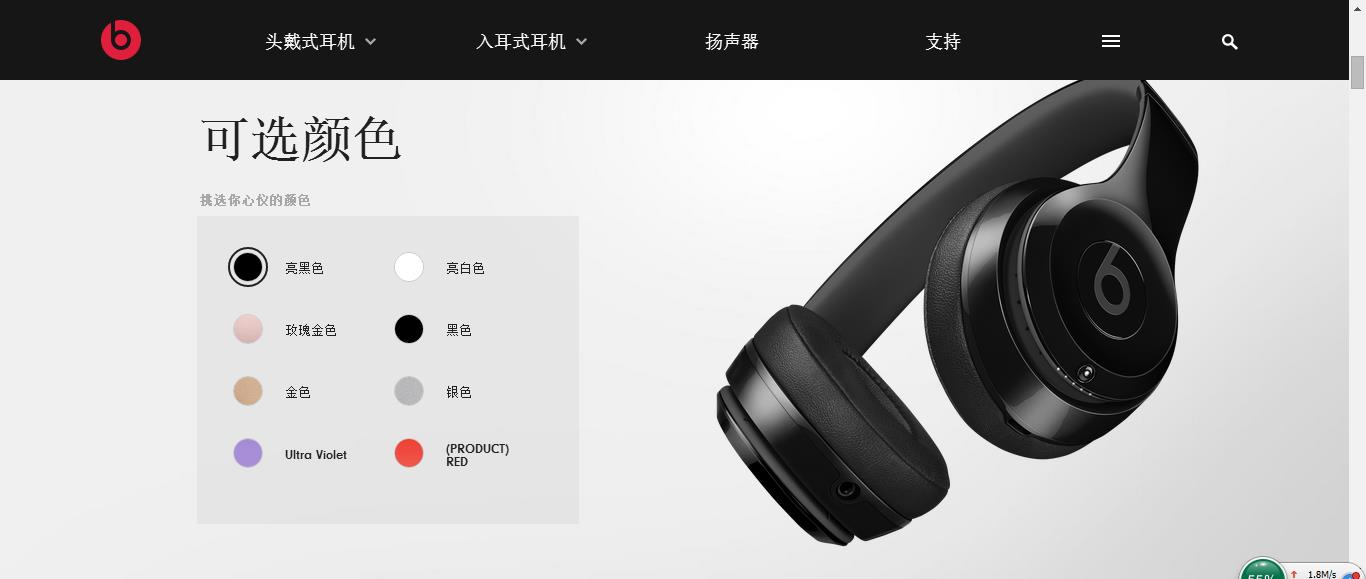 头戴式耳机
入耳式耳机
扬声器
支持
可选颜色
挑选你心仪的颜色
亮黑色
亮白色
玫瑰金色
黑色
金色
银色
Ultra Violet
(PRODUCT)
RED
1.8M/s